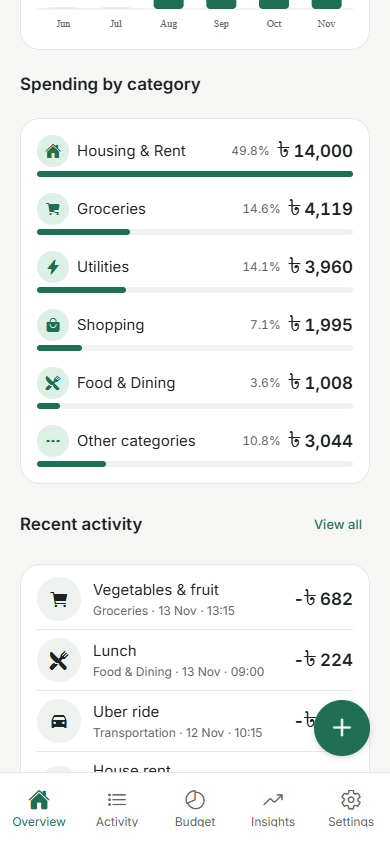 Jun Jul Aug Sep Oct Nov
Spending by category
Housing & Rent 49.8% ৳ 14,000
Groceries 14.6% ৳ 4,119
Utilities 14.1% ৳ 3,960
Shopping 7.1% ৳ 1,995
Food & Dining 3.6% ৳ 1,008
Other categories 10.8% ৳ 3,044
Recent activity View all
Vegetables & fruit -৳ 682
Groceries · 13 Nov · 13:15
Lunch -৳ 224
Food & Dining · 13 Nov · 09:00
Uber ride -৳
Transportation · 12 Nov · 10:15
House rent
Overview Activity Budget Insights Settings